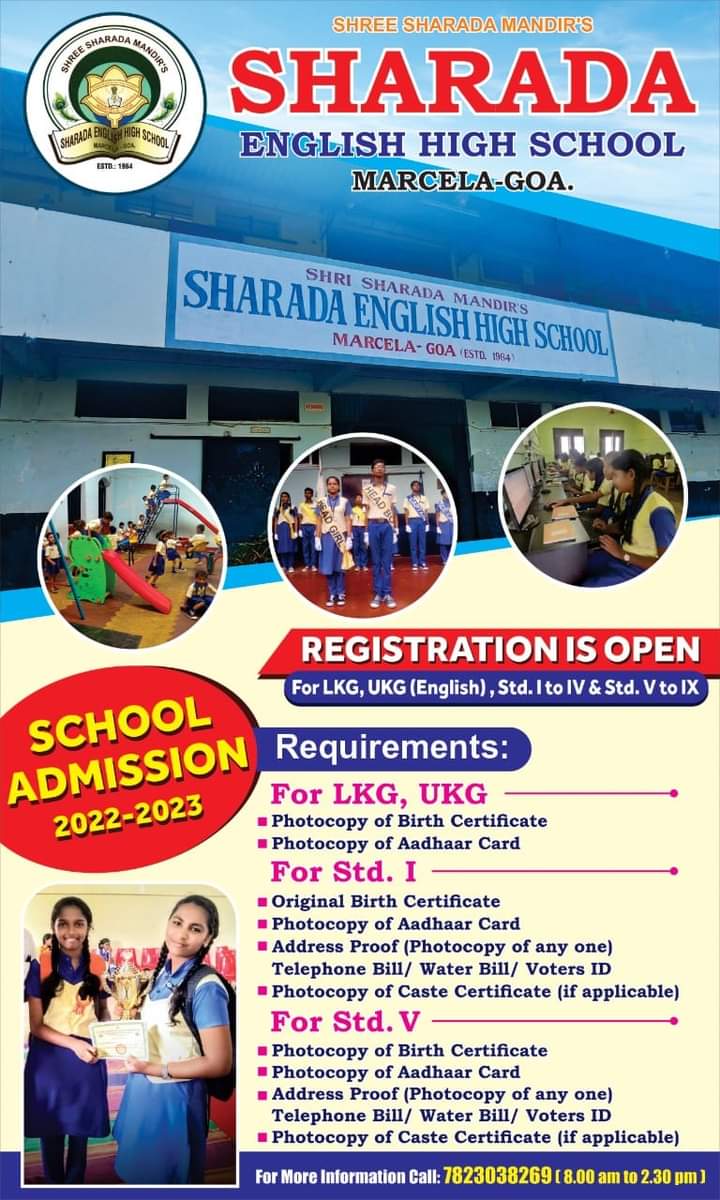 SHREE SHARADA MANDIR'S
SHARADA ENGLISH HIGH SCHOOL
MARCELA-GOA.
ESTD.: 1984
SHREE SHARADA MANDIR'S
SHARADA
ENGLISH HIGH SCHOOL
MARCELA-GOA.
SHRI SHARADA MANDIR'S
SHARADA ENGLISH HIGH SCHOOL
MARCELA- GOA (ESTD. 1984)
HEAD GIRL
HEAD
REGISTRATION IS OPEN
For LKG, UKG (English) , Std. I to IV & Std. V to IX
SCHOOL
ADMISSION
2022-2023
Requirements:
For LKG, UKG
Photocopy of Birth Certificate
Photocopy of Aadhaar Card
For Std. I
Original Birth Certificate
Photocopy of Aadhaar Card
Address Proof (Photocopy of any one)
Telephone Bill/ Water Bill/ Voters ID
Photocopy of Caste Certificate (if applicable)
For Std. V
Photocopy of Birth Certificate
Photocopy of Aadhaar Card
Address Proof (Photocopy of any one)
Telephone Bill/ Water Bill/ Voters ID
Photocopy of Caste Certificate (if applicable)
For More Information Call: 7823038269 ( 8.00 am to 2.30 pm )